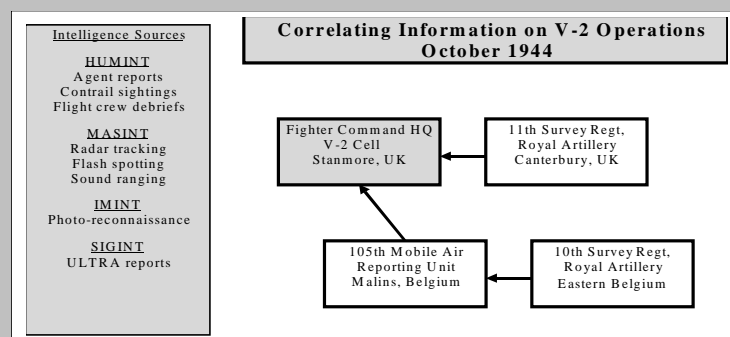 Intelligence Sources
HUMINT
Agent reports
Contrail sightings
Flight crew debriefs
MASINT
Radar tracking
Flash spotting
Sound ranging
IMINT
Photo-reconnaissance
SIGINT
ULTRA reports
Correlating Information on V-2 Operations
October 1944
Fighter Command HQ
V-2 Cell
Stanmore, UK
11th Survey Regt,
Royal Artillery
Canterbury, UK
105th Mobile Air
Reporting Unit
Malins, Belgium
10th Survey Regt,
Royal Artillery
Eastern Belgium